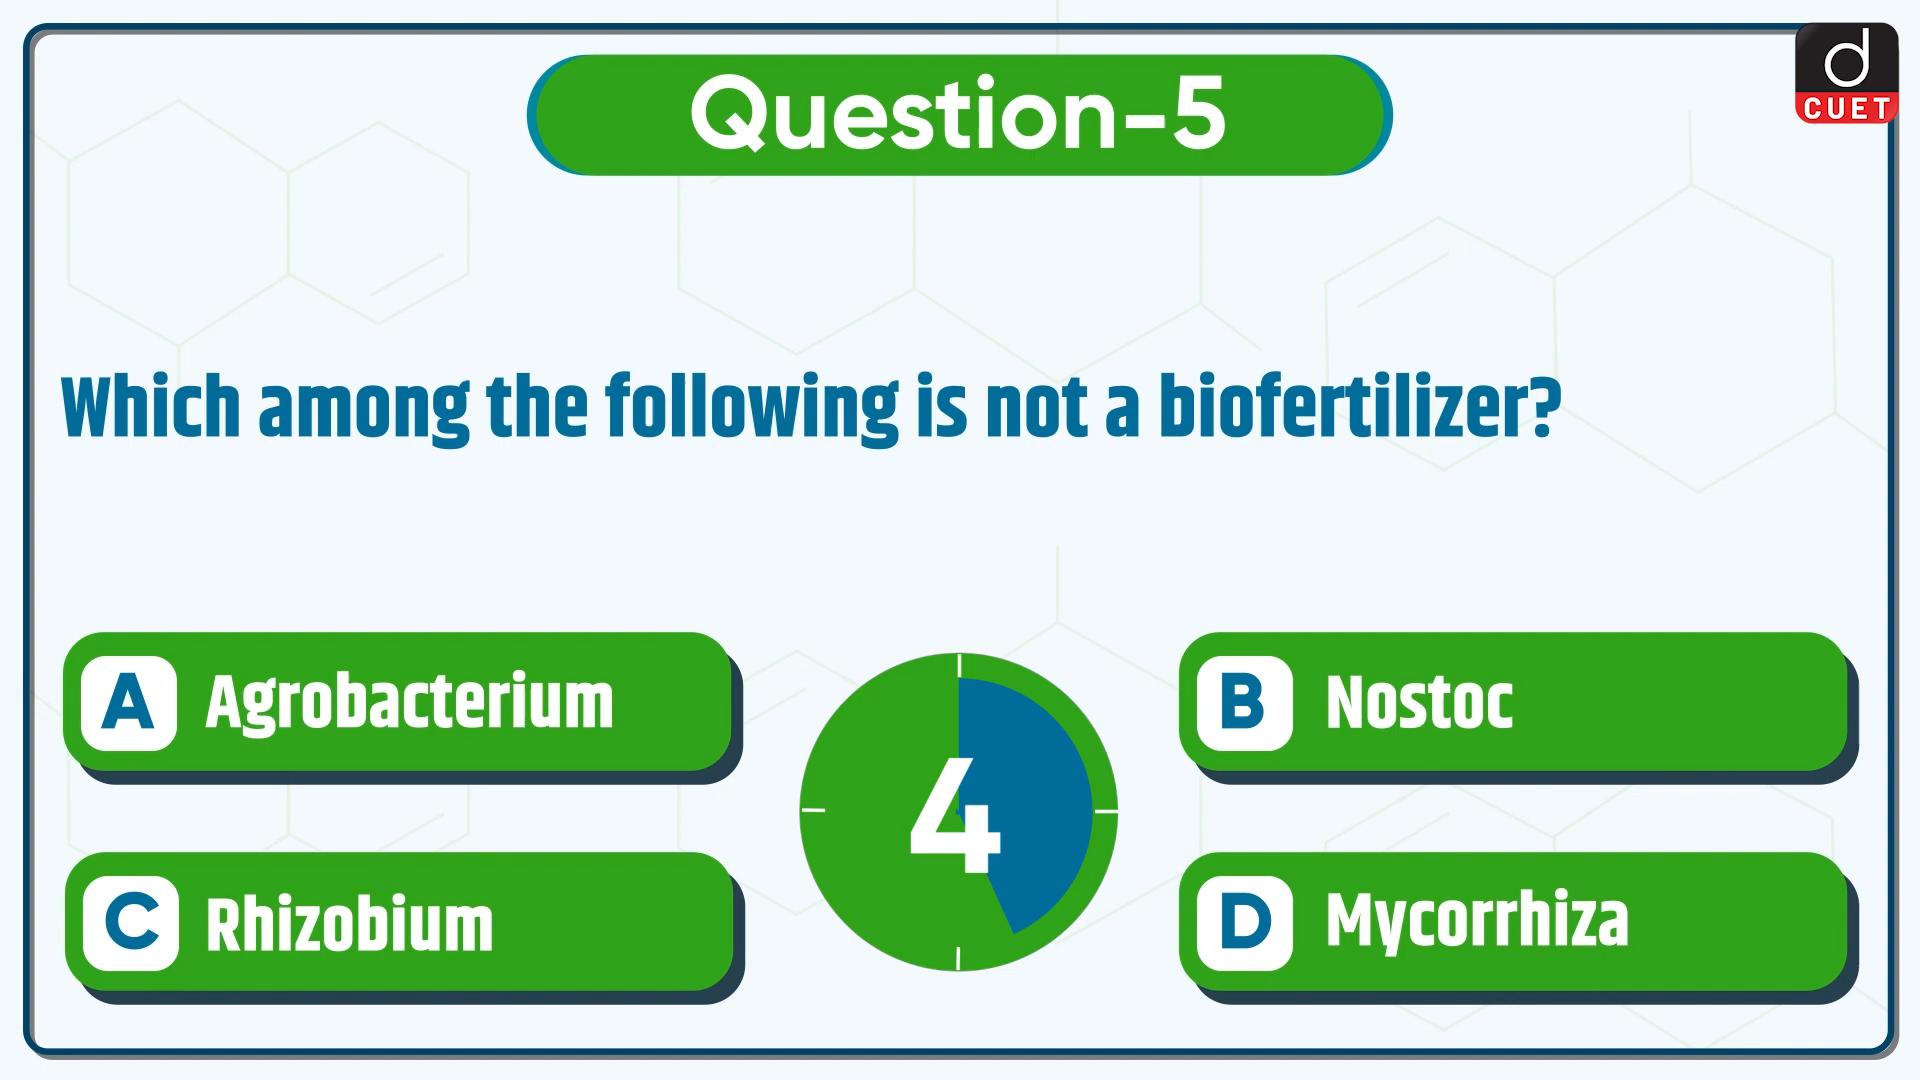 Question-5
d
CUET
Which among the following is not a biofertilizer?
A Agrobacterium
B Nostoc
4
C Rhizobium
D Mycorrhiza